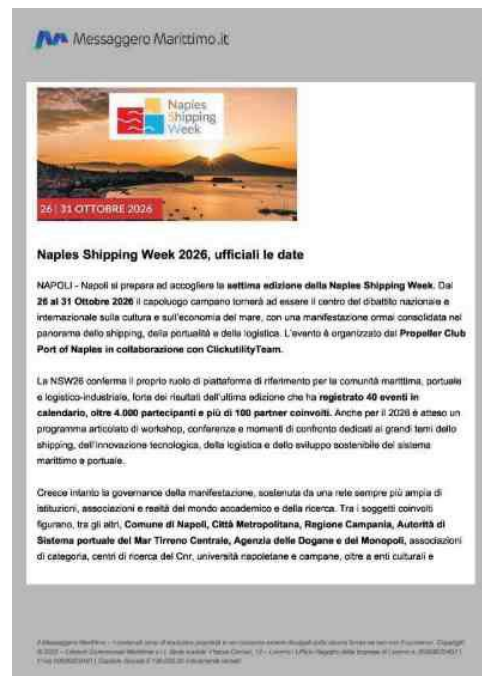 Messaggero Marittimo.it
Naples
Shipping
Week
26 | 31 OTTOBRE 2026
Naples Shipping Week 2026, ufficiali le date
NAPOLI - Napoli si prepara ad accogliere la settima edizione della Naples Shipping Week. Dal
26 al 31 Ottobre 2026 il capoluogo campano tornerà ad essere il centro del dibattito nazionale e
internazionale sulla cultura e sull'economia del mare, con una manifestazione ormai consolidata nel
panorama dello shipping, della portualità e della logistica. L'evento è organizzato dal Propeller Club
Port of Naples in collaborazione con ClickutilityTeam.
La NSW26 conferma il proprio ruolo di piattaforma di riferimento per la comunità marittima, portuale
e logistico-industriale, forte dei risultati dell'ultima edizione che ha registrato 40 eventi in
calendario, oltre 4.000 partecipanti e più di 100 partner coinvolti. Anche per il 2026 è atteso un
programma articolato di workshop, conferenze e momenti di confronto dedicati ai grandi temi dello
shipping, dell'innovazione tecnologica, della logistica e dello sviluppo sostenibile del sistema
marittimo e portuale.
Cresce intanto la governance della manifestazione, sostenuta da una rete sempre più ampia di
istituzioni, associazioni e realtà del mondo accademico e della ricerca. Tra i soggetti coinvolti
figurano, tra gli altri, Comune di Napoli, Città Metropolitana, Regione Campania, Autorità di
Sistema portuale del Mar Tirreno Centrale, Agenzia delle Dogane e dei Monopoli, associazioni
di categoria, centri di ricerca del Cnr, università napoletane e campane, oltre a enti culturali e